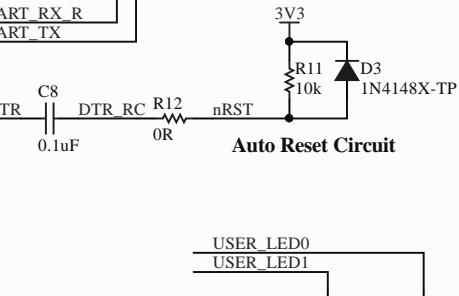 ART_RX_R
ART_TX
3V3
R11
10k
D3
1N4148X-TP
C8
0.1uF
TR
DTR_RC
R12
0R
nRST
Auto Reset Circuit
USER_LED0
USER_LED1